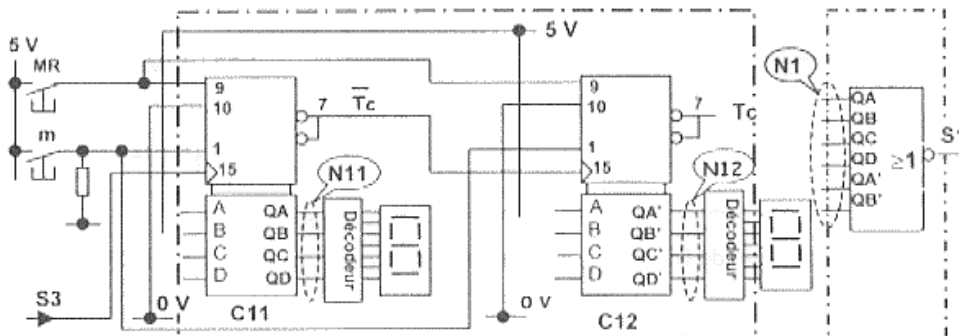 5 V
MR
m
S3
0 V
9
10
1
15
7
T̅c̅
A QA
B QB
C QC
D QD
N11
Décodeur
C11
5 V
0 V
9
10
1
15
7
Tc
A QA'
B QB'
C QC'
D QD'
N12
Décodeur
C12
N1
QA
QB
QC
QD
QA'
QB'
≥1